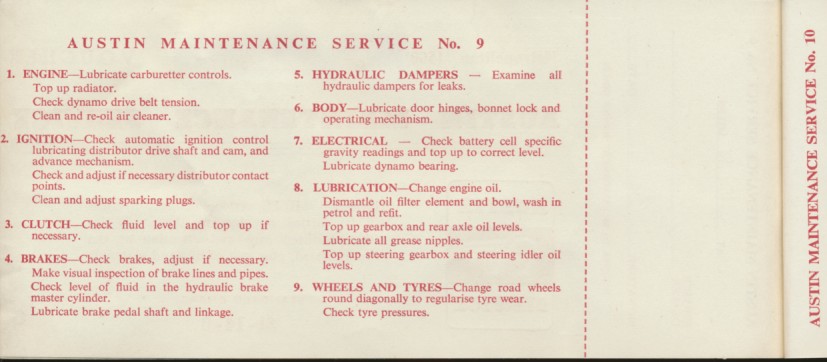 AUSTIN MAINTENANCE SERVICE No. 9
1. ENGINE—Lubricate carburetter controls.
Top up radiator.
Check dynamo drive belt tension.
Clean and re-oil air cleaner.
2. IGNITION—Check automatic ignition control
lubricating distributor drive shaft and cam, and
advance mechanism.
Check and adjust if necessary distributor contact
points.
Clean and adjust sparking plugs.
3. CLUTCH—Check fluid level and top up if
necessary.
4. BRAKES—Check brakes, adjust if necessary.
Make visual inspection of brake lines and pipes.
Check level of fluid in the hydraulic brake
master cylinder.
Lubricate brake pedal shaft and linkage.
5. HYDRAULIC DAMPERS — Examine all
hydraulic dampers for leaks.
6. BODY—Lubricate door hinges, bonnet lock and
operating mechanism.
7. ELECTRICAL — Check battery cell specific
gravity readings and top up to correct level.
Lubricate dynamo bearing.
8. LUBRICATION—Change engine oil.
Dismantle oil filter element and bowl, wash in
petrol and refit.
Top up gearbox and rear axle oil levels.
Lubricate all grease nipples.
Top up steering gearbox and steering idler oil
levels.
9. WHEELS AND TYRES—Change road wheels
round diagonally to regularise tyre wear.
Check tyre pressures.
AUSTIN MAINTENANCE SERVICE No. 10